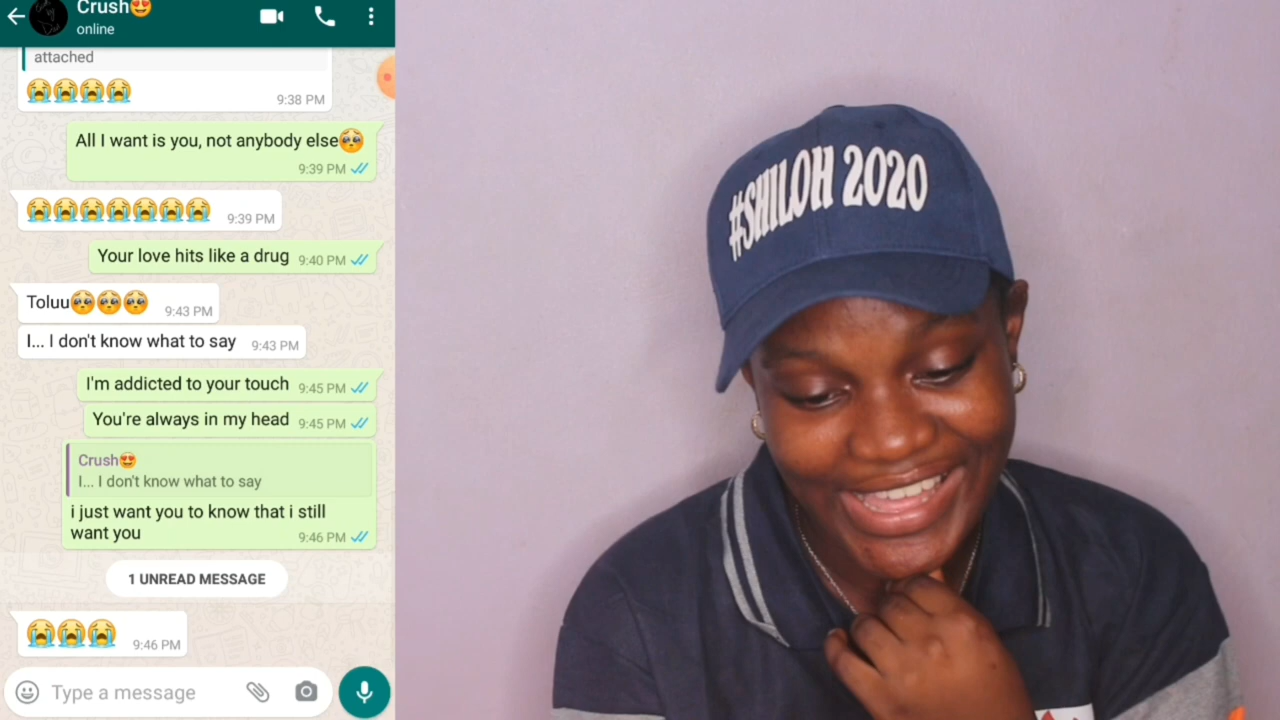 Crush😍
online
attached
😭😭😭😭
9:38 PM
All I want is you, not anybody else🥺
9:39 PM
😭😭😭😭😭😭😭 9:39 PM
Your love hits like a drug 9:40 PM
Toluu🥺🥺🥺 9:43 PM
I... I don't know what to say 9:43 PM
I'm addicted to your touch 9:45 PM
You're always in my head 9:45 PM
Crush😍
I... I don't know what to say
i just want you to know that i still
want you 9:46 PM
1 UNREAD MESSAGE
😭😭😭 9:46 PM
Type a message
#SHILOH 2020